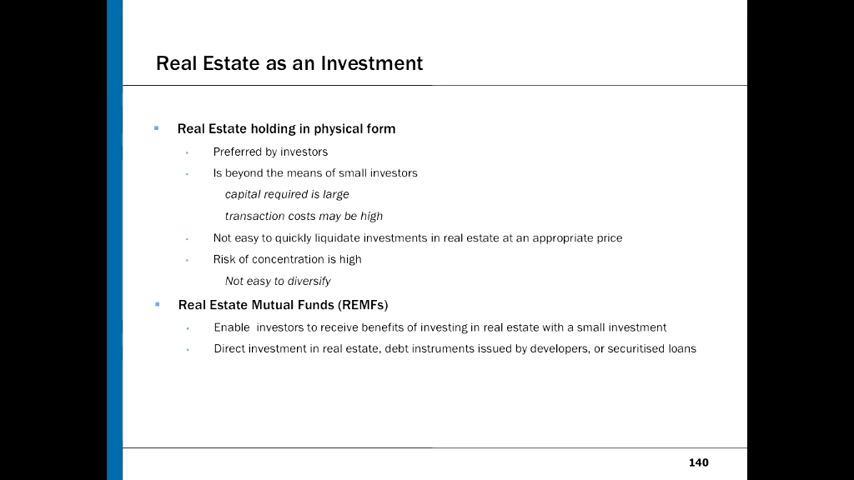 Real Estate as an Investment
Real Estate holding in physical form
Preferred by investors
Is beyond the means of small investors
capital required is large
transaction costs may be high
Not easy to quickly liquidate investments in real estate at an appropriate price
Risk of concentration is high
Not easy to diversify
Real Estate Mutual Funds (REMFs)
Enable investors to receive benefits of investing in real estate with a small investment
Direct investment in real estate, debt instruments issued by developers, or securitised loans
140